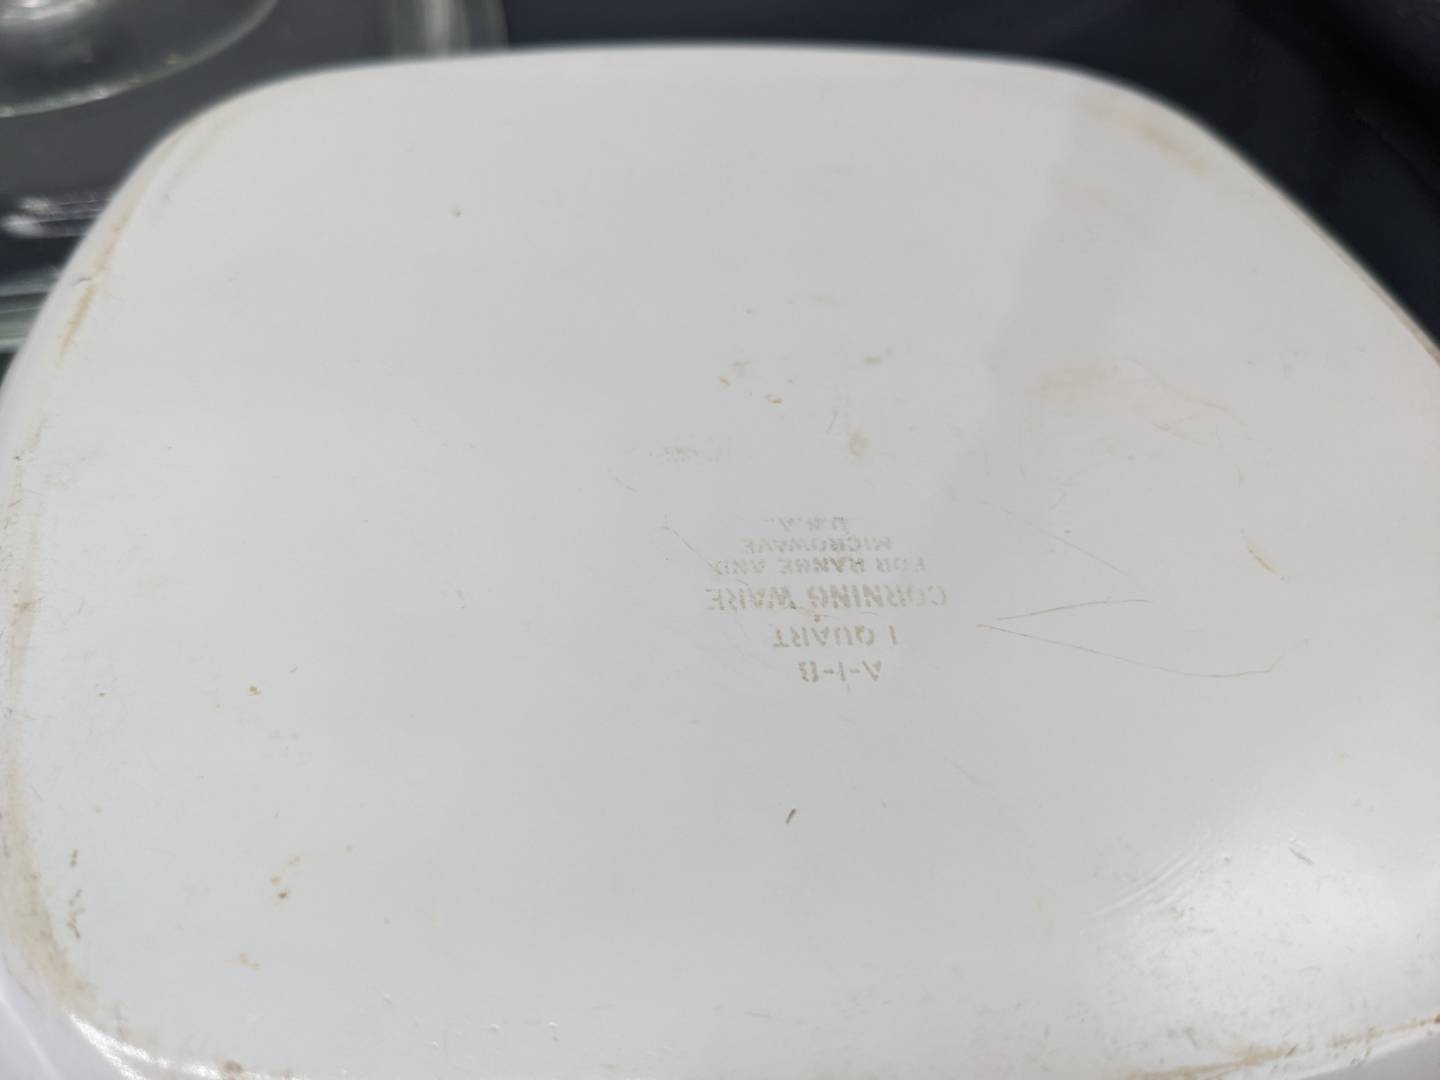 A-1-B
1 QUART
CORNING WARE
FOR RANGE AND
MICROWAVE
U.S.A.